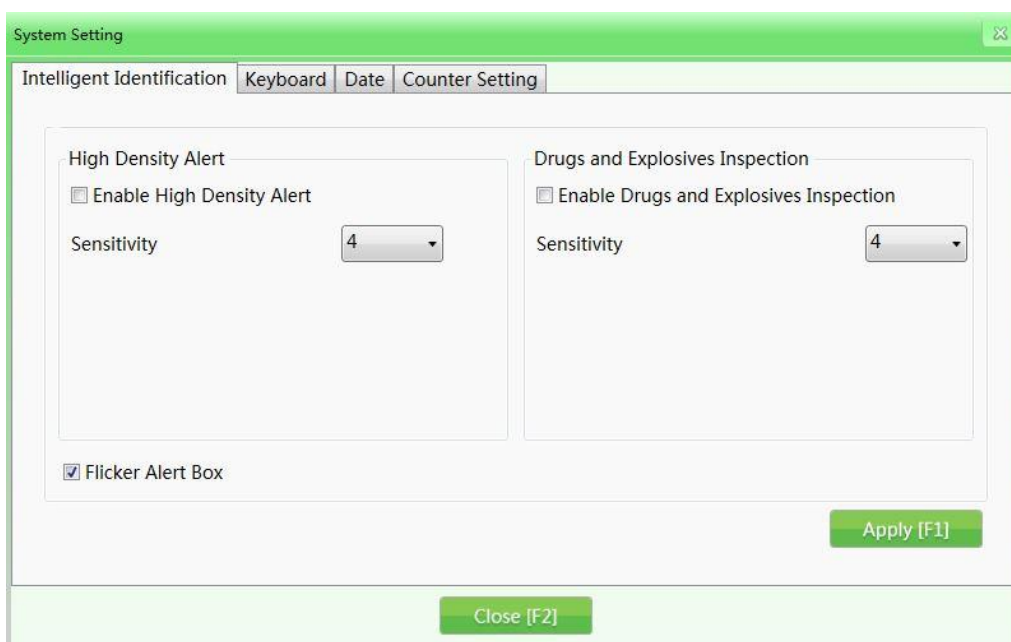 System Setting
Intelligent Identification Keyboard Date Counter Setting
High Density Alert
Enable High Density Alert
Sensitivity 4
Drugs and Explosives Inspection
Enable Drugs and Explosives Inspection
Sensitivity 4
Flicker Alert Box
Apply [F1]
Close [F2]